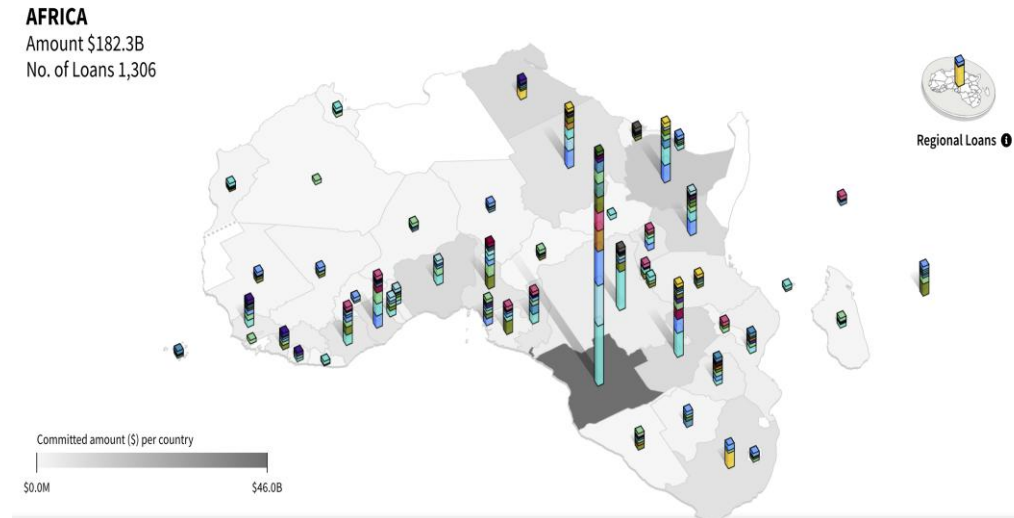 AFRICA
Amount $182.3B
No. of Loans 1,306
Regional Loans i
Committed amount ($) per country
$0.0M
$46.0B